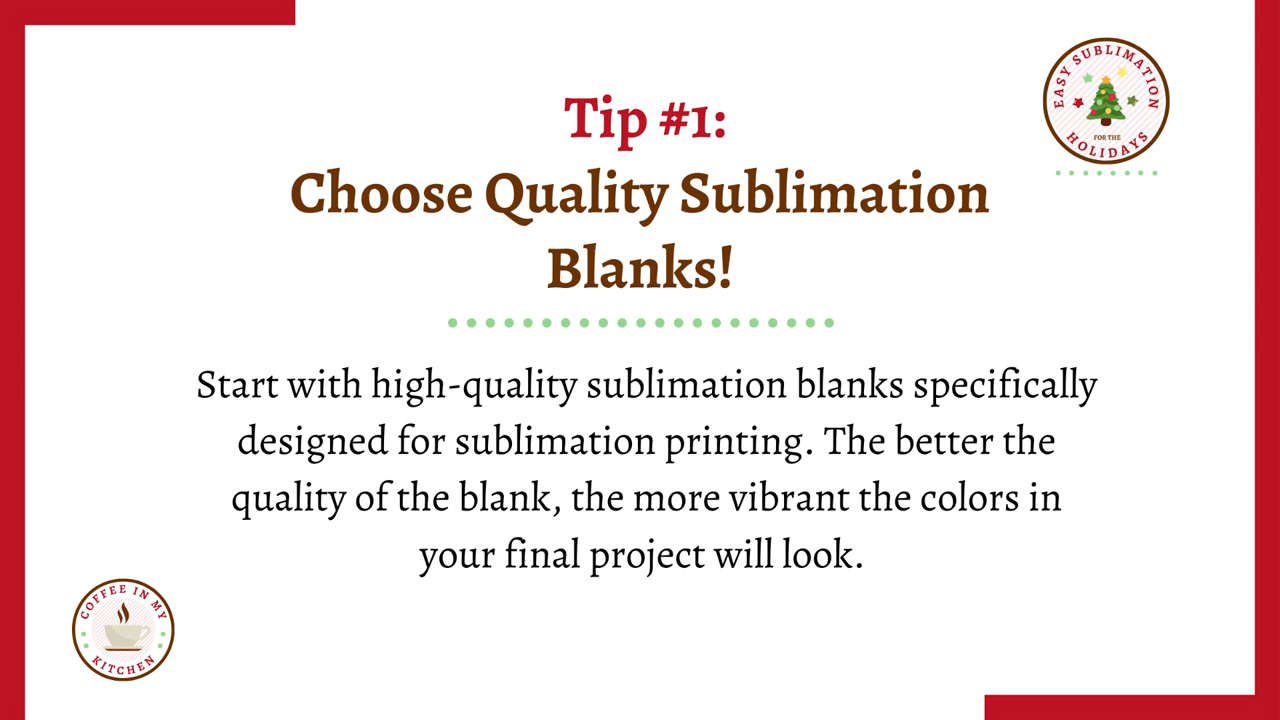 EASY SUBLIMATION
FOR THE
HOLIDAYS
Tip #1:
Choose Quality Sublimation
Blanks!
Start with high-quality sublimation blanks specifically
designed for sublimation printing. The better the
quality of the blank, the more vibrant the colors in
your final project will look.
COFFEE IN MY
KITCHEN